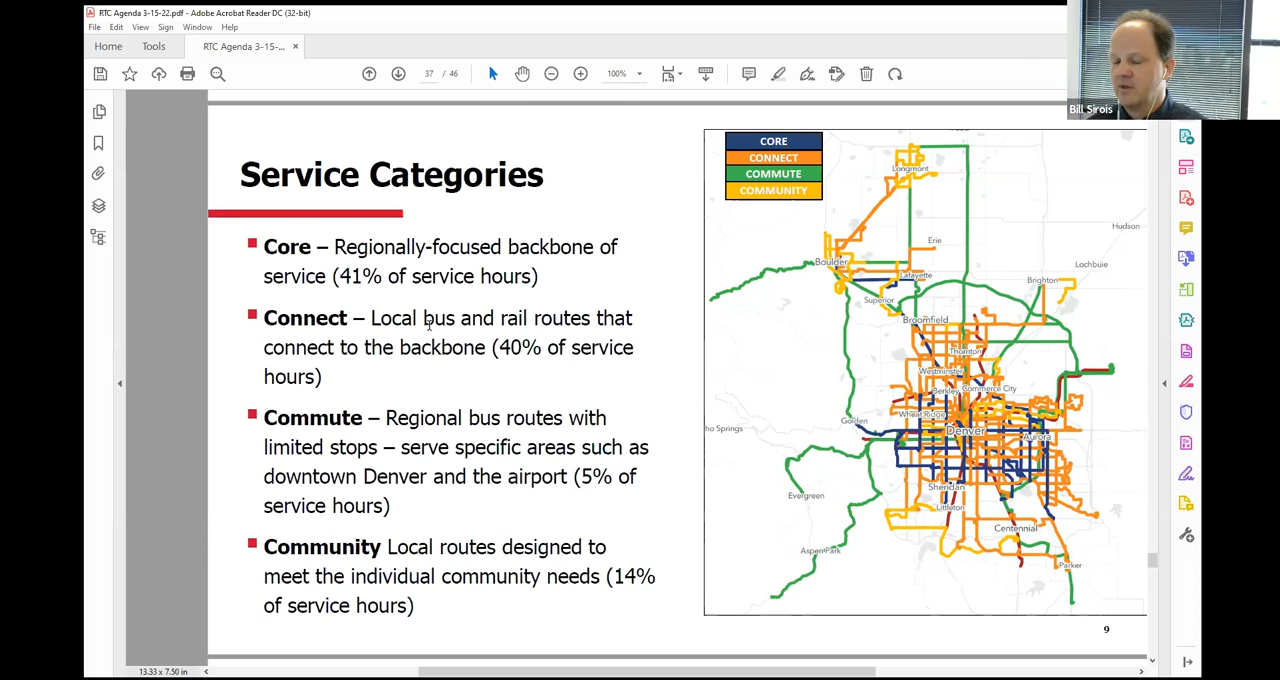 RTC Agenda 3-15-22.pdf - Adobe Acrobat Reader DC (32-bit)
File Edit View Sign Window Help
Home Tools RTC Agenda 3-15-... ×
37 / 46 100%
Bill Sirois
Service Categories
Core – Regionally-focused backbone of
service (41% of service hours)
Connect – Local bus and rail routes that
connect to the backbone (40% of service
hours)
Commute – Regional bus routes with
limited stops – serve specific areas such as
downtown Denver and the airport (5% of
service hours)
Community Local routes designed to
meet the individual community needs (14%
of service hours)
CORE
CONNECT
COMMUTE
COMMUNITY
Longmont
Hudson
Erie
Boulder
Lochbuie
Lafayette
Brighton
Superior
Broomfield
Thornton
Westminster
Berkley Commerce City
Wheat Ridge
Golden
ho Springs
Denver
Aurora
Sheridan
Evergreen
Littleton
Centennial
Aspen Park
Parker
9
13.33 x 7.50 in